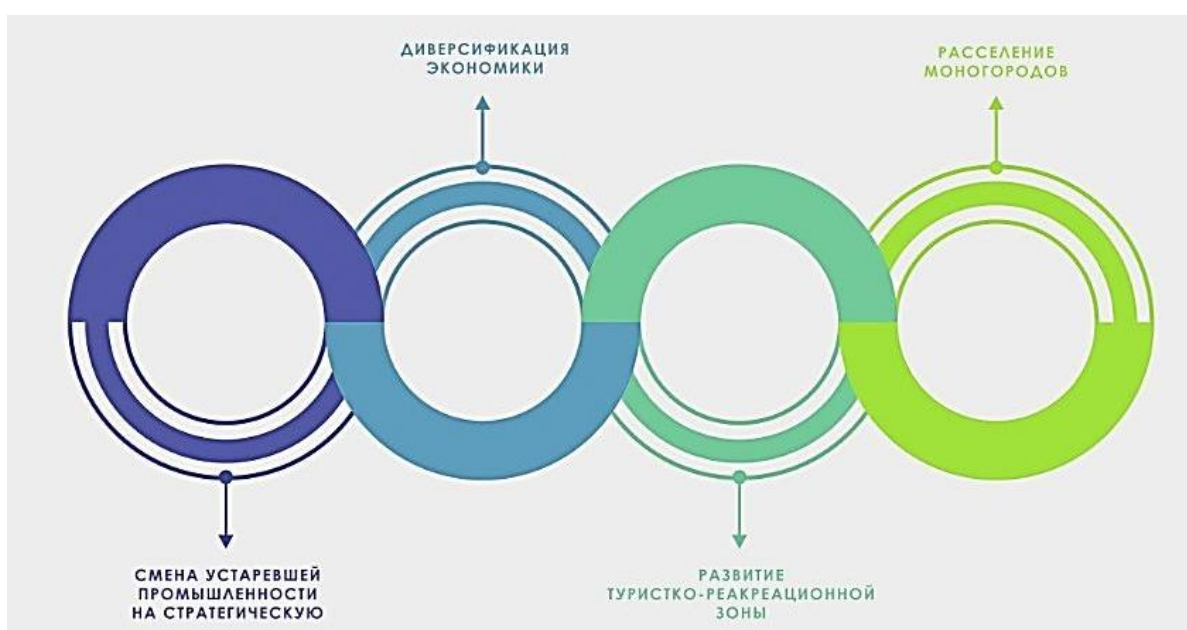 ДИВЕРСИФИКАЦИЯ
ЭКОНОМИКИ
РАССЕЛЕНИЕ
МОНОГОРОДОВ
СМЕНА УСТАРЕВШЕЙ
ПРОМЫШЛЕННОСТИ
НА СТРАТЕГИЧЕСКУЮ
РАЗВИТИЕ
ТУРИСТКО-РЕАКРЕАЦИОННОЙ
ЗОНЫ